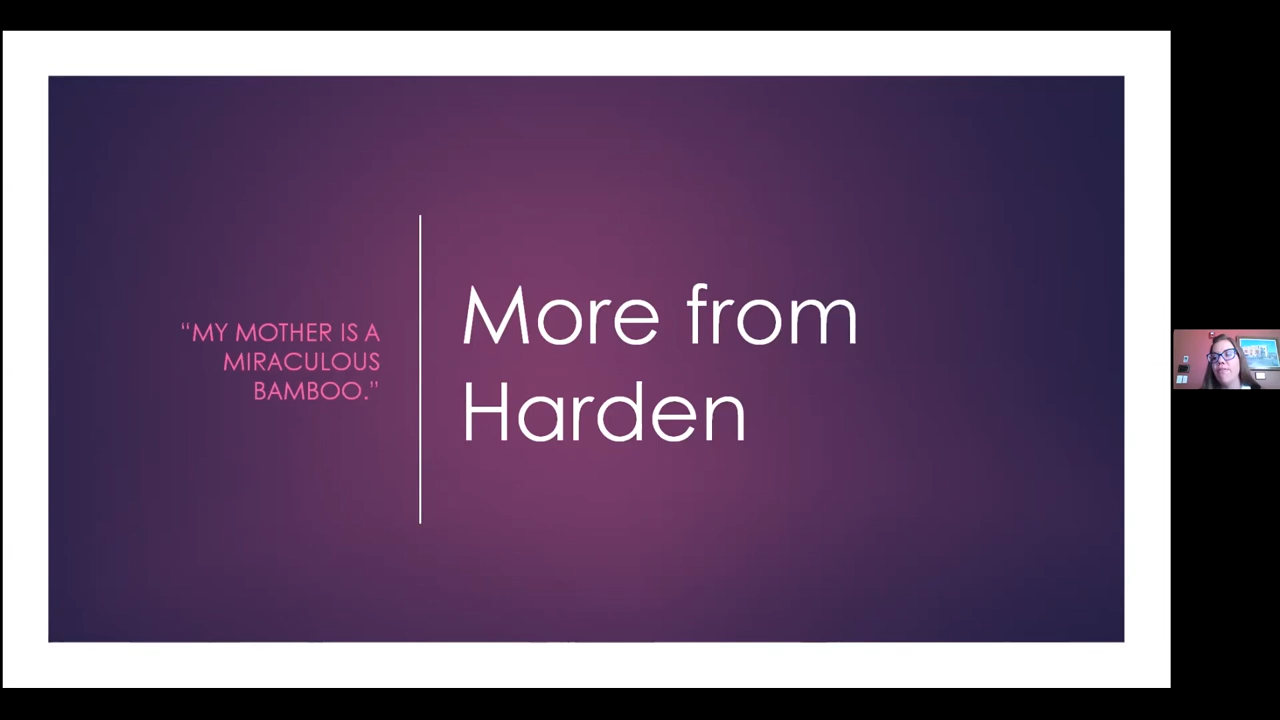 “MY MOTHER IS A
MIRACULOUS
BAMBOO.”
More from
Harden